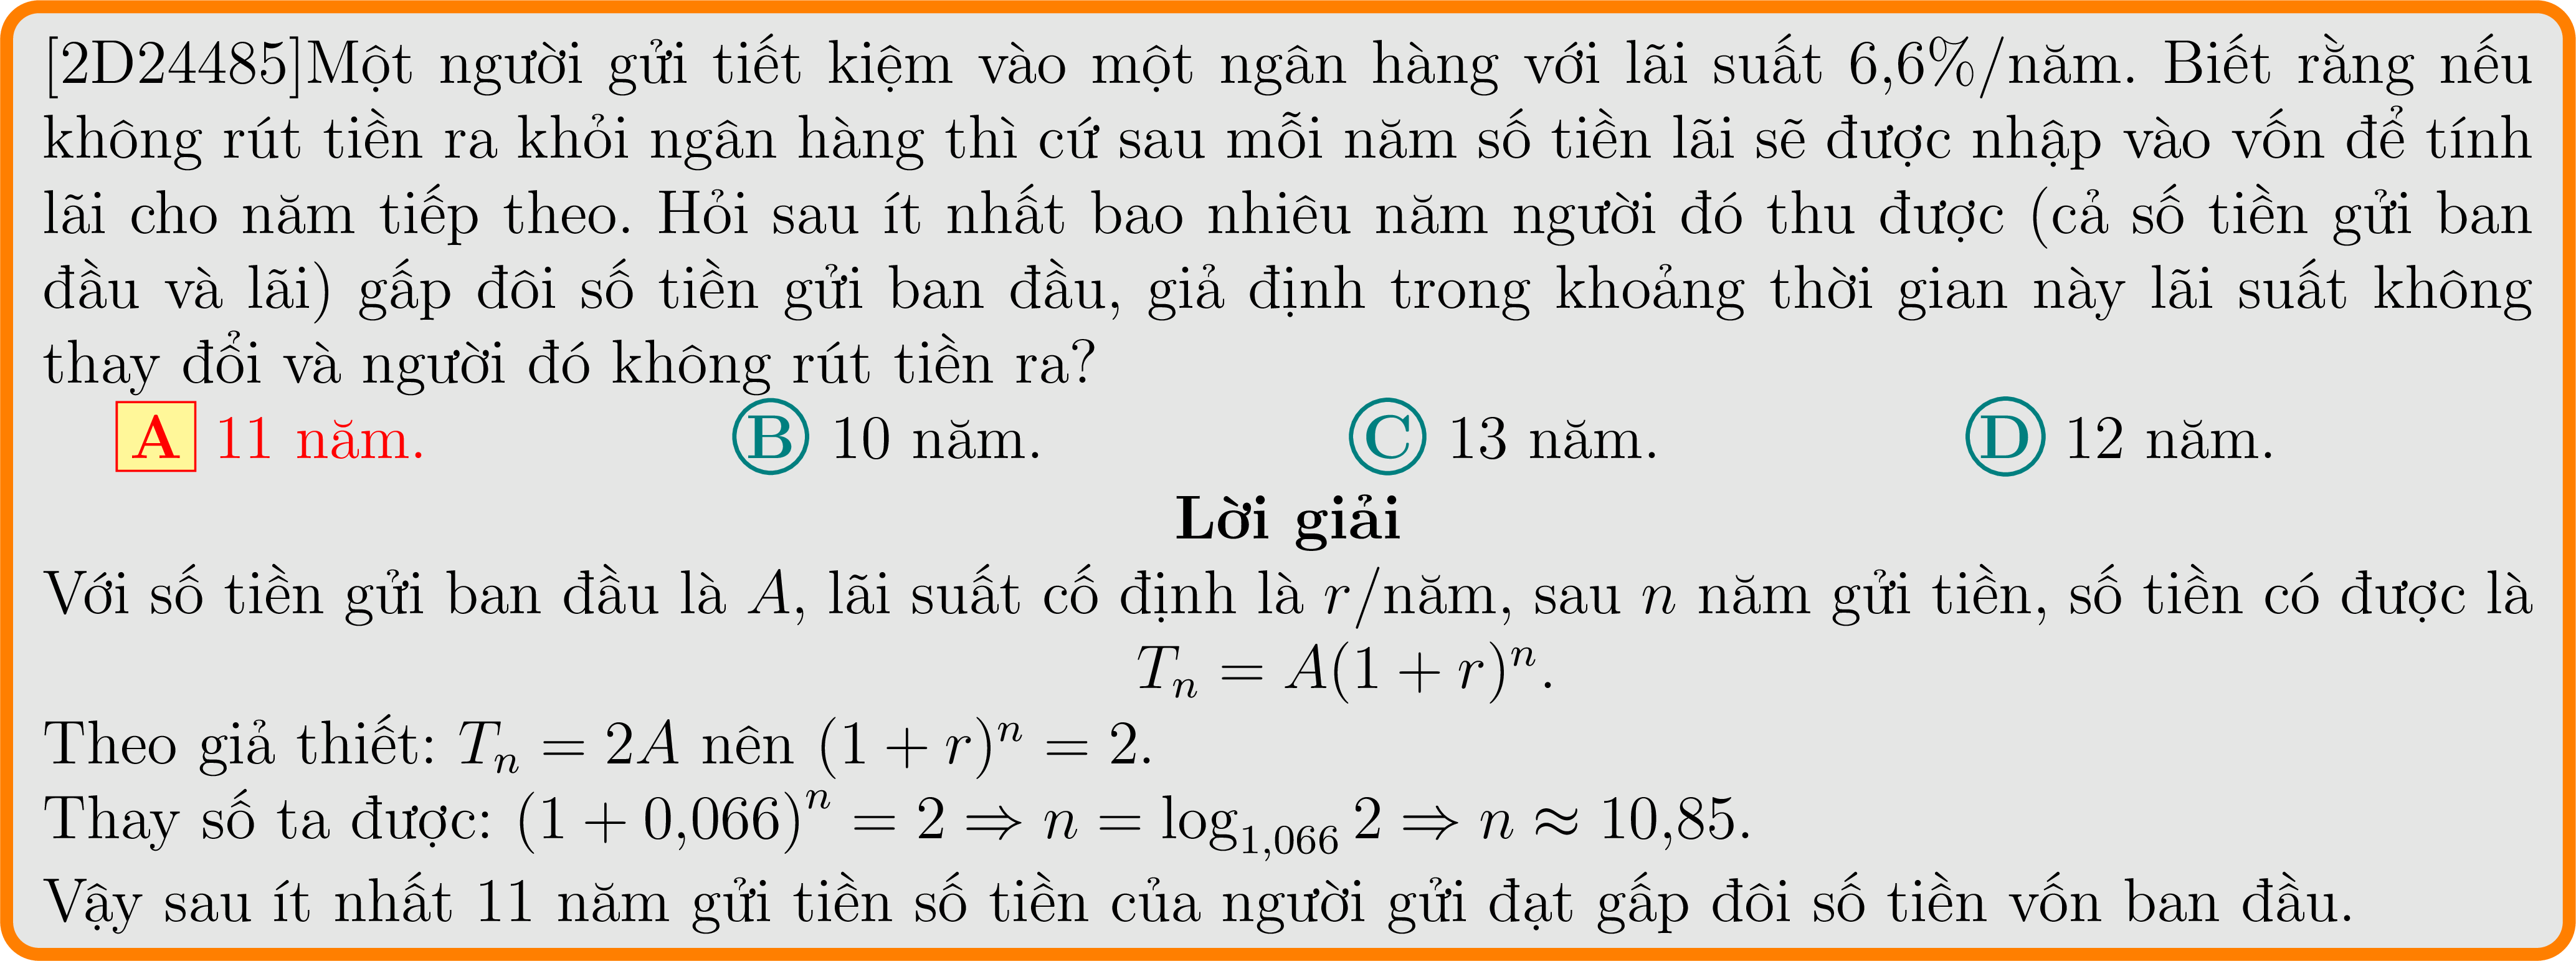 [2D24485]Một người gửi tiết kiệm vào một ngân hàng với lãi suất 6,6%/năm. Biết rằng nếu
không rút tiền ra khỏi ngân hàng thì cứ sau mỗi năm số tiền lãi sẽ được nhập vào vốn để tính
lãi cho năm tiếp theo. Hỏi sau ít nhất bao nhiêu năm người đó thu được (cả số tiền gửi ban
đầu và lãi) gấp đôi số tiền gửi ban đầu, giả định trong khoảng thời gian này lãi suất không
thay đổi và người đó không rút tiền ra?
A 11 năm. B 10 năm. C 13 năm. D 12 năm.
Lời giải
Với số tiền gửi ban đầu là A, lãi suất cố định là r/năm, sau n năm gửi tiền, số tiền có được là
$T_n = A(1 + r)^n.$
Theo giả thiết: $T_n = 2A$ nên $(1 + r)^n = 2.$
Thay số ta được: $(1 + 0,066)^n = 2 \Rightarrow n = \log_{1,066} 2 \Rightarrow n \approx 10,85.$
Vậy sau ít nhất 11 năm gửi tiền số tiền của người gửi đạt gấp đôi số tiền vốn ban đầu.